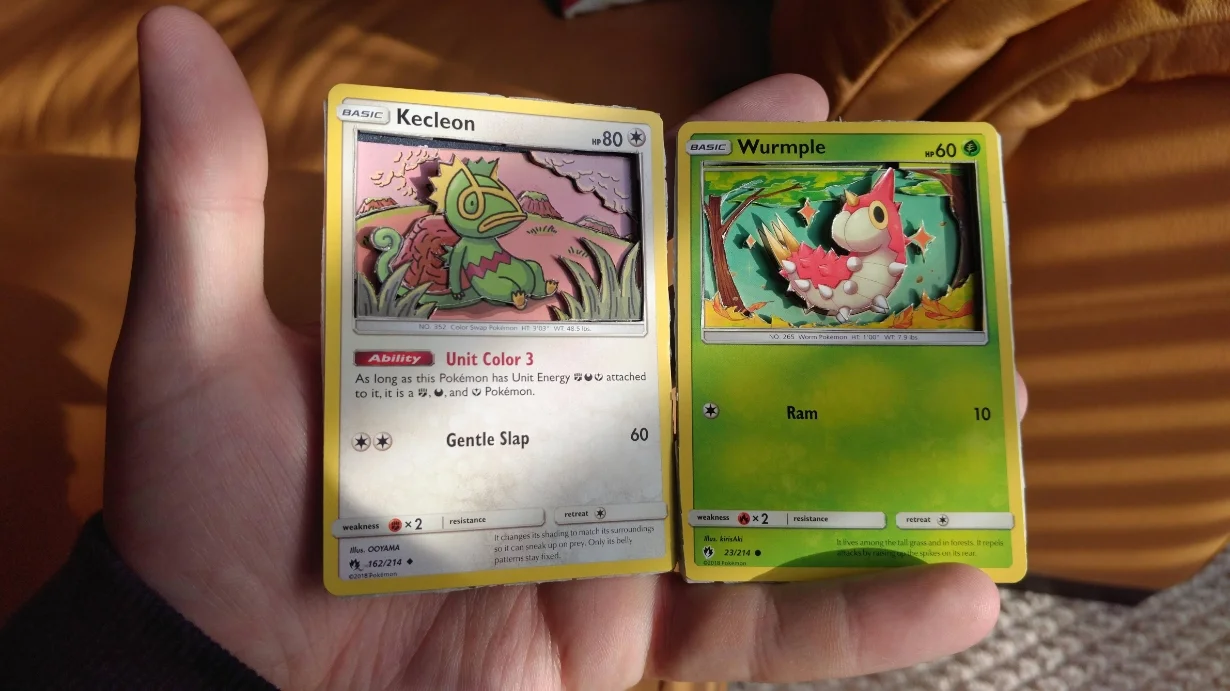 BASIC Kecleon HP 80
NO. 352 Color Swap Pokémon HT: 3'03" WT: 48.5 lbs.
Ability Unit Color 3
As long as this Pokémon has Unit Energy attached
to it, it is a , , and Pokémon.
Gentle Slap 60
weakness ×2 resistance retreat
Illus. OOYAMA
162/214
©2018 Pokémon
It changes its shading to match its surroundings
so it can sneak up on prey. Only its belly
patterns stay fixed.
BASIC Wurmple HP 60
NO. 265 Worm Pokémon HT: 1'00" WT: 7.9 lbs.
Ram 10
weakness ×2 resistance retreat
Illus. kirisAki
23/214
©2018 Pokémon
It lives among the tall grass and in forests. It repels
attacks by raising up the spikes on its rear.